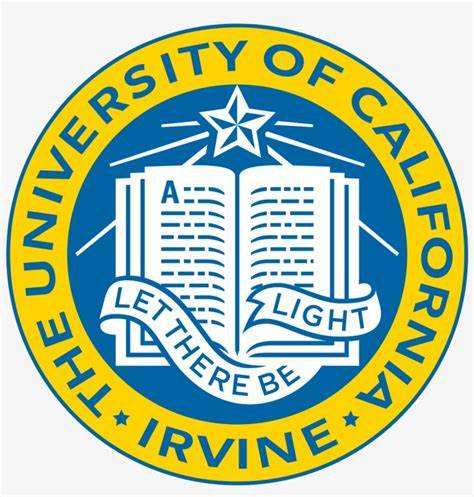 THE UNIVERSITY OF CALIFORNIA
IRVINE
A
LET THERE BE
LIGHT